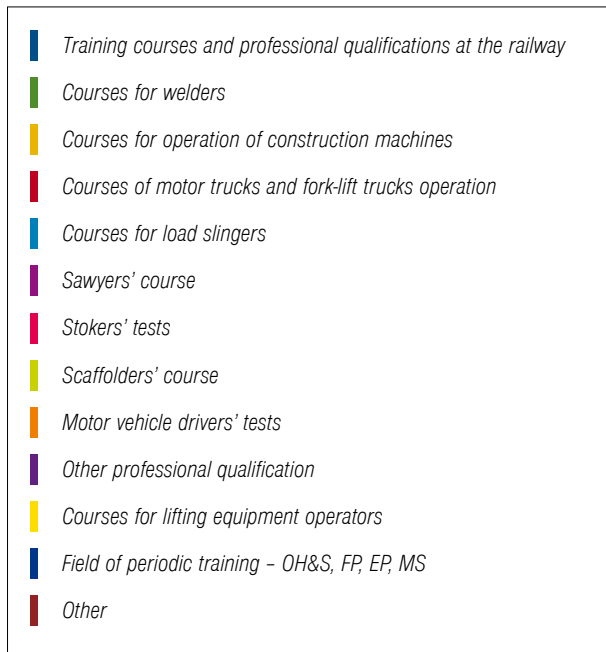 Training courses and professional qualifications at the railway
Courses for welders
Courses for operation of construction machines
Courses of motor trucks and fork-lift trucks operation
Courses for load slingers
Sawyers’ course
Stokers’ tests
Scaffolders’ course
Motor vehicle drivers’ tests
Other professional qualification
Courses for lifting equipment operators
Field of periodic training – OH&S, FP, EP, MS
Other